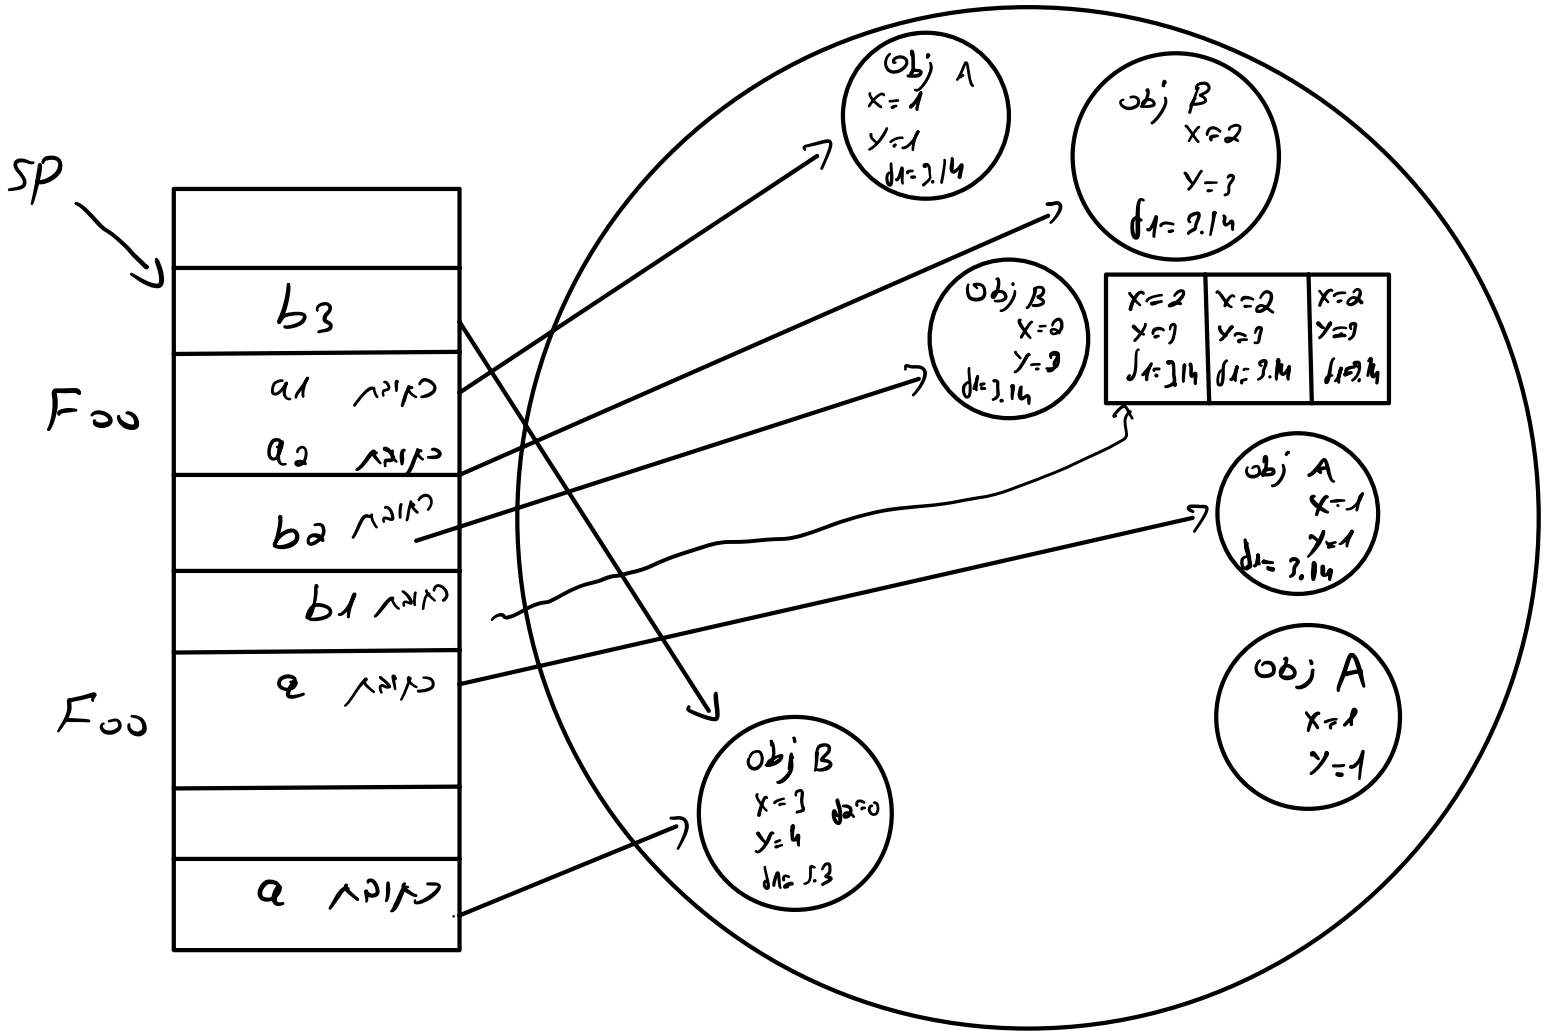 SP
Foo
Foo
b3
a1 כתובת
a2 כתובת
b2 כתובת
b1 כתובת
a כתובת
a כתובת
Obj A
x=1
y=1
d1=3.14
obj B
x=2
y=3
d1=3.14
Obj B
x=2
y=3
d1=3.14
x=2 x=2 x=2
y=3 y=3 y=3
d1=3.14 d1=3.14 d1=3.14
obj A
x=1
y=1
d1=3.14
obj A
x=1
y=1
obj B
x=3 d2=0
y=4
d1=5.3